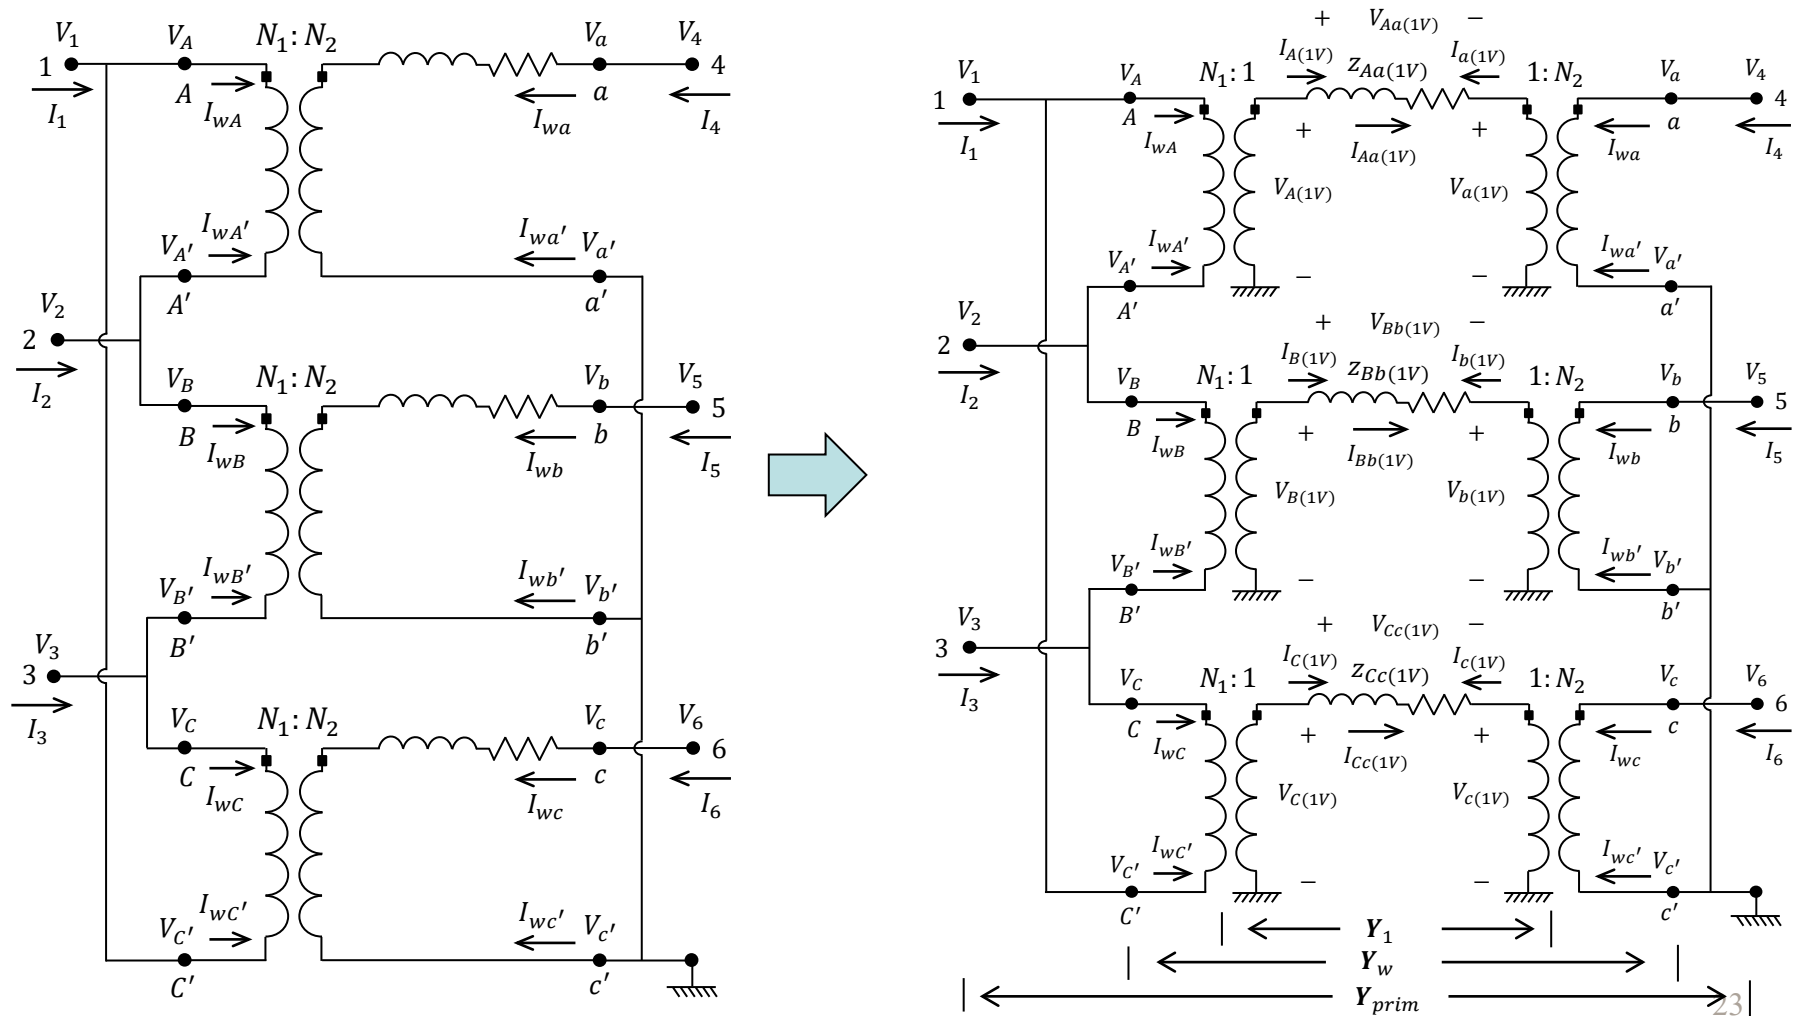 V_1 V_A N_1:N_2 V_a V_4
1 A I_wA a 4
I_1 I_wa I_4
V_A' I_wA' I_wa' V_a'
A' a'
V_2
2
I_2
V_B N_1:N_2 V_b V_5
B I_wB b 5
I_wb I_5
V_B' I_wB' I_wb' V_b'
B' b'
V_3
3
I_3
V_C N_1:N_2 V_c V_6
C I_wC c 6
I_wc I_6
V_C' I_wC' I_wc' V_c'
C' c'
+ V_Aa(1V) −
I_A(1V) z_Aa(1V) I_a(1V)
V_1 V_A N_1:1 1:N_2 V_a V_4
1 A a 4
I_1 I_wA + I_Aa(1V) + I_wa I_4
V_A(1V) V_a(1V)
V_A' I_wA' − − I_wa' V_a'
A' a'
+ V_Bb(1V) −
V_2 I_B(1V) z_Bb(1V) I_b(1V)
2
I_2
V_B N_1:1 1:N_2 V_b V_5
B b 5
I_wB + I_Bb(1V) + I_wb I_5
V_B(1V) V_b(1V)
V_B' I_wB' − − I_wb' V_b'
B' b'
+ V_Cc(1V) −
V_3 I_C(1V) z_Cc(1V) I_c(1V)
3
I_3
V_C N_1:1 1:N_2 V_c V_6
C c 6
I_wC + I_Cc(1V) + I_wc I_6
V_C(1V) V_c(1V)
V_C' I_wC' − − I_wc' V_c'
C' c'
Y_1
Y_w
Y_prim
23